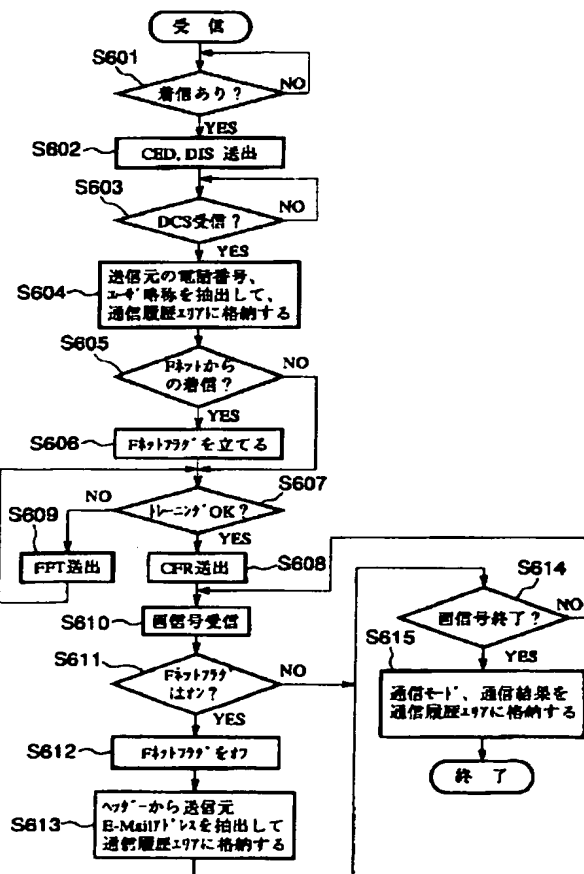 受 信
S601
着信あり？
NO
YES
S602
CED, DIS 送出
S603
DCS受信？
NO
YES
S604
送信元の電話番号、
ユーザ略称を抽出して、
通信履歴エリアに格納する
S605
Fネットから
の着信？
NO
YES
S606
Fネットフラグを立てる
S607
トレーニングOK？
NO
YES
S609
FPT送出
CFR送出
S608
S610
画信号受信
S611
Fネットフラグ
はオン？
NO
YES
S612
Fネットフラグをオフ
S613
ヘッダーから送信元
E-Mailアドレスを抽出して
通信履歴エリアに格納する
S614
画信号終了？
NO
YES
S615
通信モード、通信結果を
通信履歴エリアに格納する
終 了